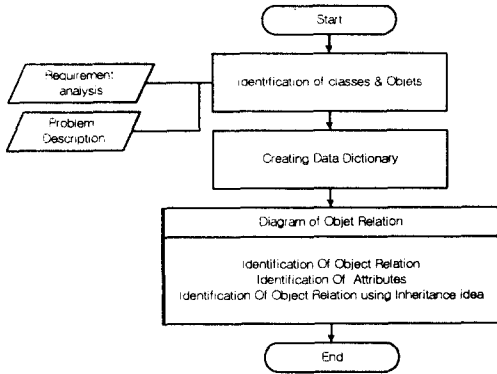 Start
Requirement
analysis
Identification of classes & Objets
Problem
Description
Creating Data Dictionary
Diagram of Objet Relation
Identification Of Object Relation
Identification Of Attributes
Identification Of Object Relation using Inheritance idea
End